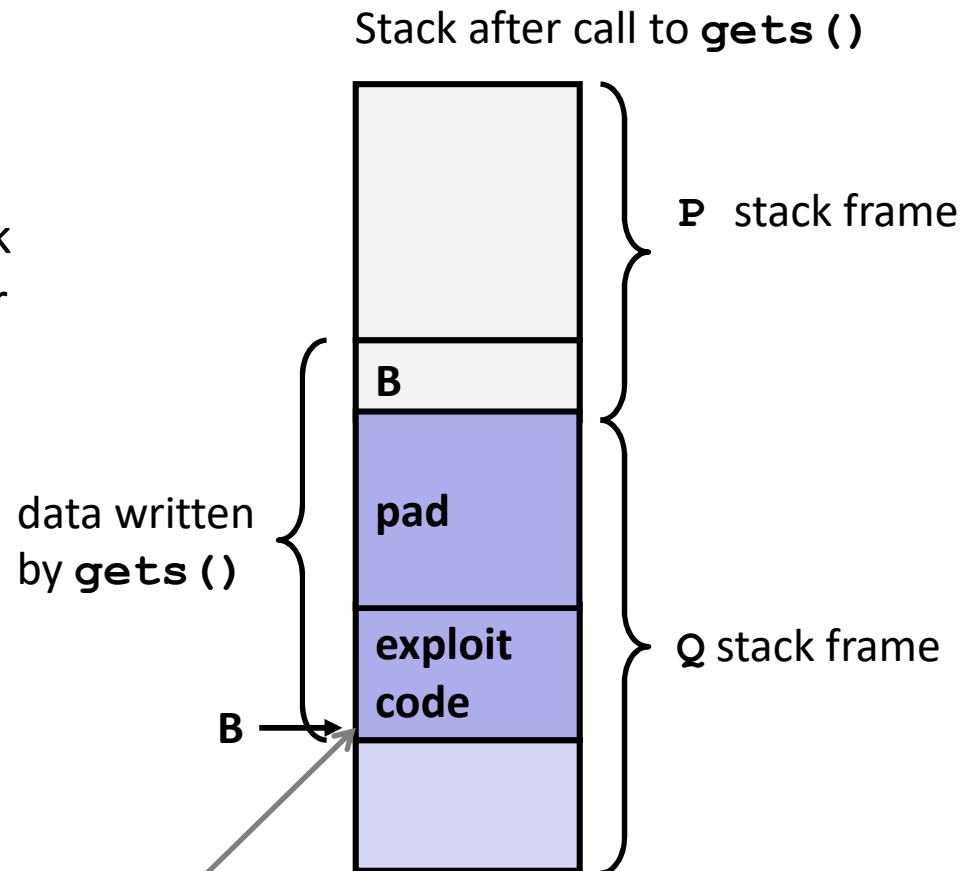 Stack after call to gets()
P stack frame
k
r
B
data written
by gets()
pad
exploit
code
Q stack frame
B